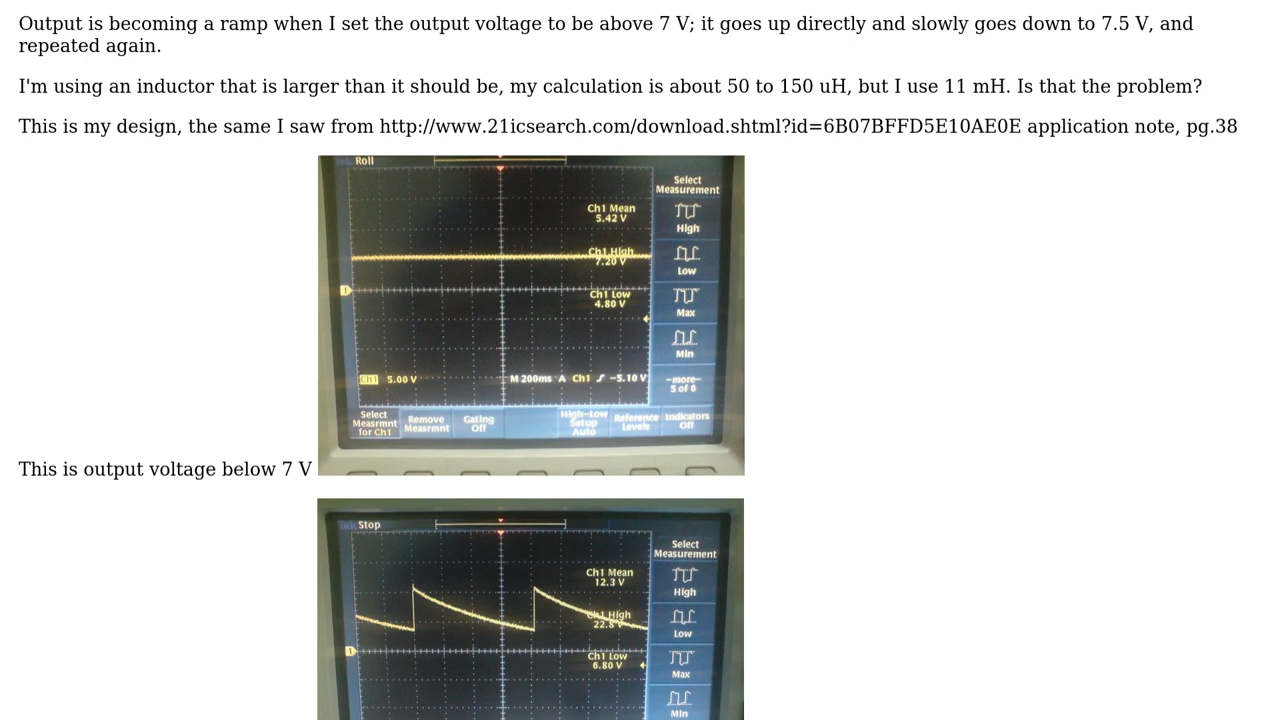 Output is becoming a ramp when I set the output voltage to be above 7 V; it goes up directly and slowly goes down to 7.5 V, and
repeated again.
I'm using an inductor that is larger than it should be, my calculation is about 50 to 150 uH, but I use 11 mH. Is that the problem?
This is my design, the same I saw from http://www.21icsearch.com/download.shtml?id=6B07BFFD5E10AE0E application note, pg.38
Roll
Select
Measurement
Ch1 Mean
5.42 V
High
Ch1 High
7.20 V
Low
1
Ch1 Low
4.80 V
Max
Min
Ch1 5.00 V
M 200ms A Ch1 ∫ -5.10 V
-more-
5 of 6
Select
Measrmnt
for Ch1
Remove
Measrmnt
Gating
Off
High-Low
Setup
Auto
Reference
Levels
Indicators
Off
This is output voltage below 7 V
Stop
Select
Measurement
Ch1 Mean
12.3 V
High
Ch1 High
22.8 V
Low
1
Ch1 Low
6.80 V
Max
Min